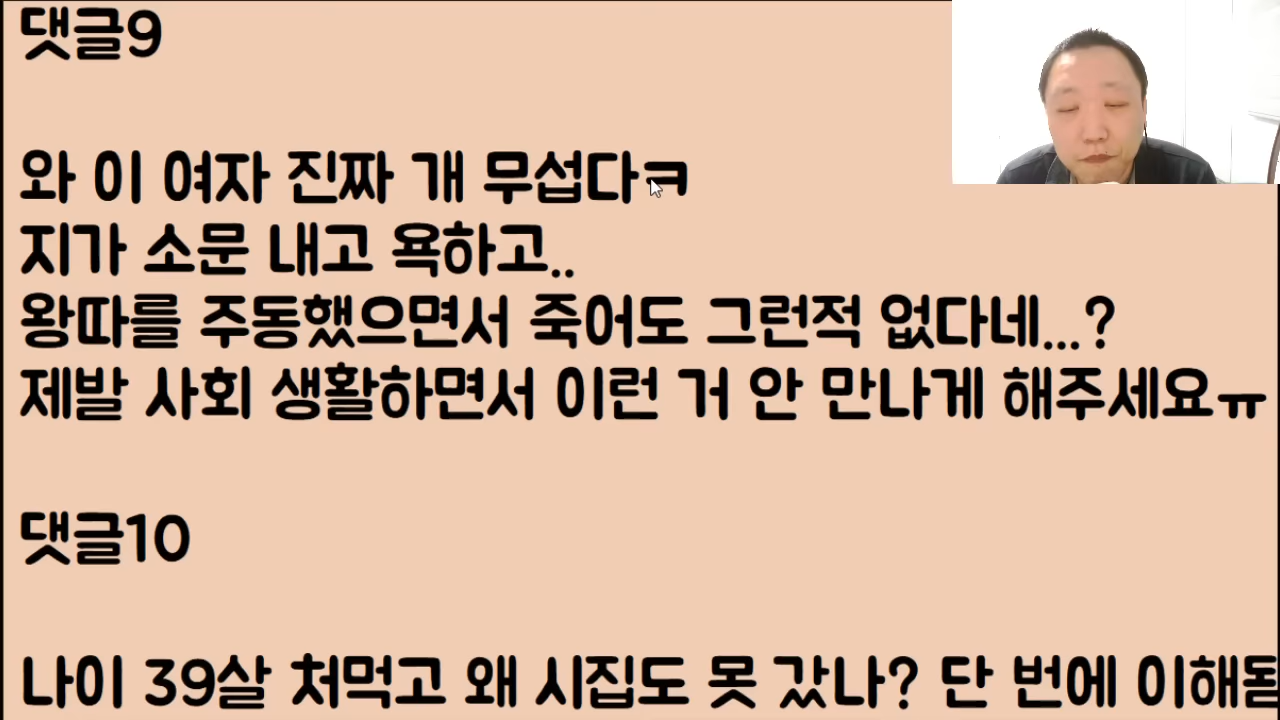 댓글9
와 이 여자 진짜 개 무섭다ㅋ
지가 소문 내고 욕하고..
왕따를 주동했으면서 죽어도 그런적 없다네...?
제발 사회 생활하면서 이런 거 안 만나게 해주세요ㅠ
댓글10
나이 39살 처먹고 왜 시집도 못 갔나? 단 번에